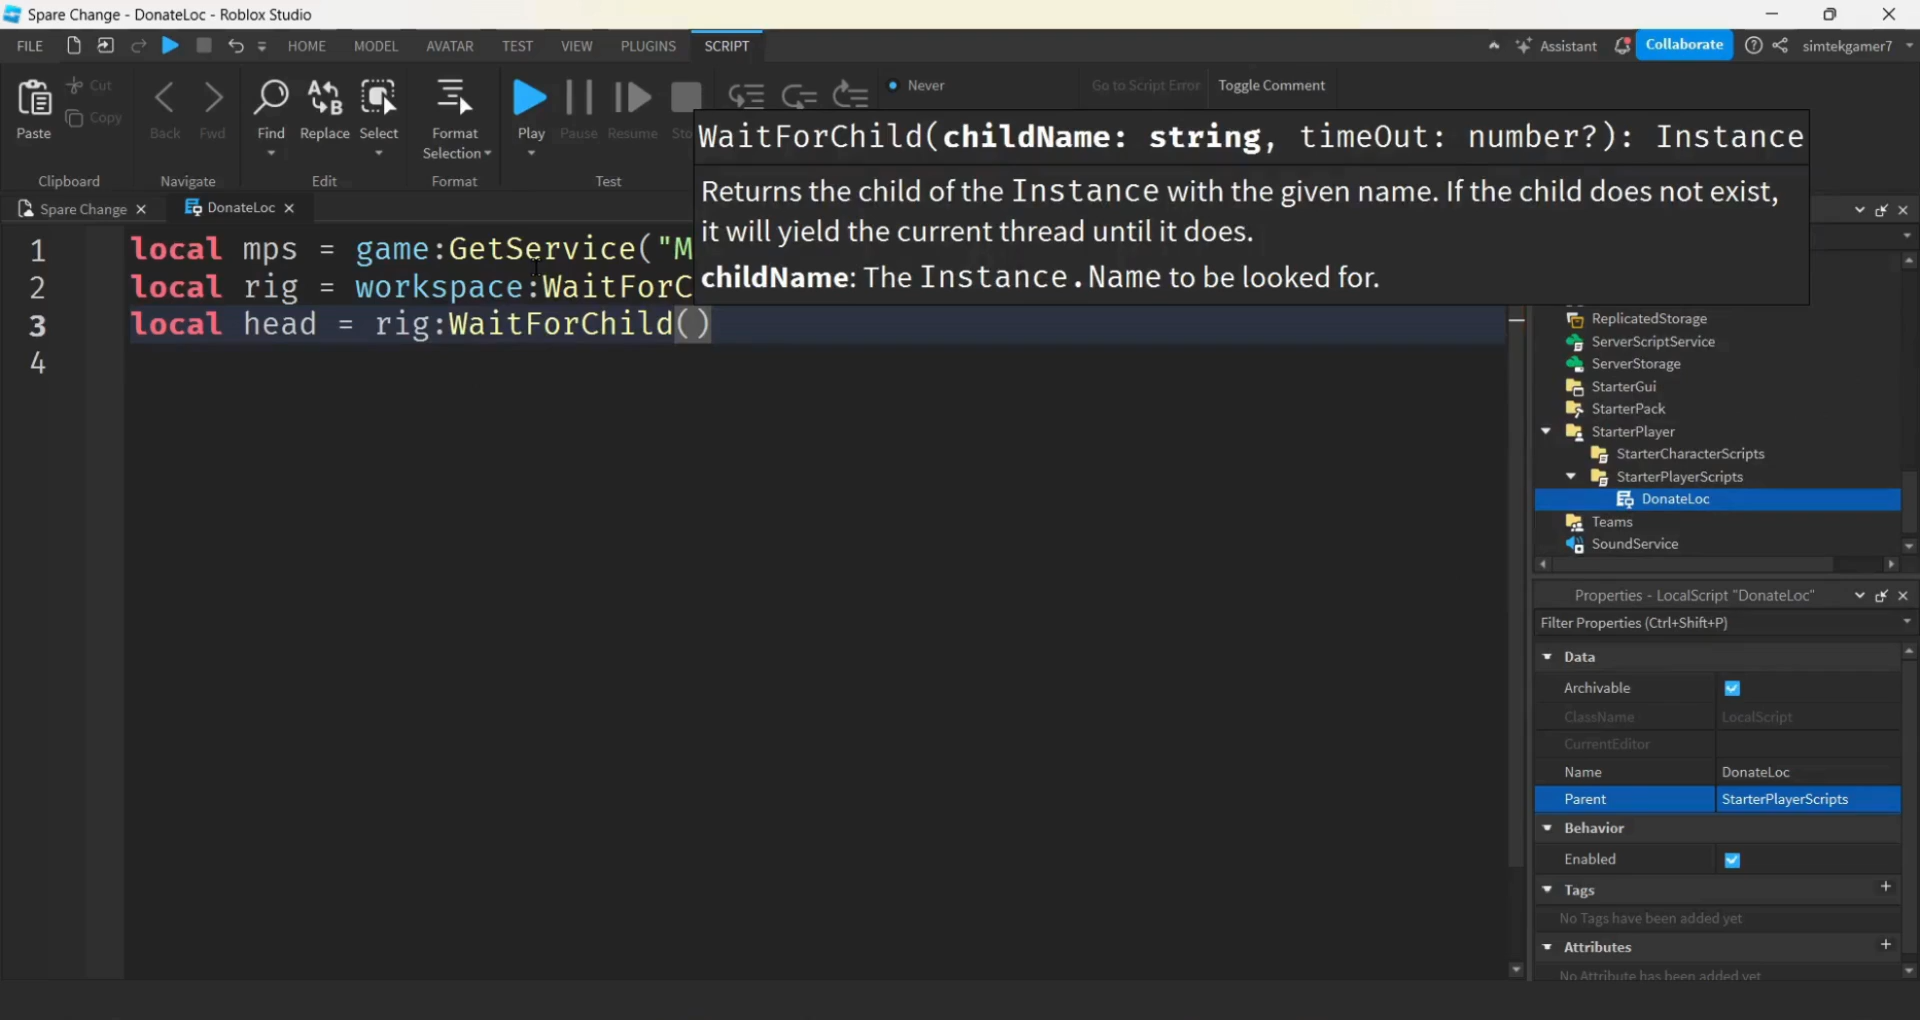 Spare Change - DonateLoc - Roblox Studio
FILE HOME MODEL AVATAR TEST VIEW PLUGINS SCRIPT Assistant Collaborate simtekgamer7
Paste Cut Copy
Back Fwd
Find Replace Select
Format Selection
Play Pause Resume
Never
Go to Script Error Toggle Comment
Clipboard Navigate Edit Format Test
WaitForChild(childName: string, timeOut: number?): Instance
Returns the child of the Instance with the given name. If the child does not exist,
it will yield the current thread until it does.
childName: The Instance.Name to be looked for.
Spare Change DonateLoc
1 local mps = game:GetService("M
2 local rig = workspace:WaitForC
3 local head = rig:WaitForChild()
4
ReplicatedStorage
ServerScriptService
ServerStorage
StarterGui
StarterPack
StarterPlayer
StarterCharacterScripts
StarterPlayerScripts
DonateLoc
Teams
SoundService
Properties - LocalScript "DonateLoc"
Filter Properties (Ctrl+Shift+P)
Data
Archivable
ClassName LocalScript
CurrentEditor
Name DonateLoc
Parent StarterPlayerScripts
Behavior
Enabled
Tags +
No Tags have been added yet
Attributes +
No Attribute has been added yet